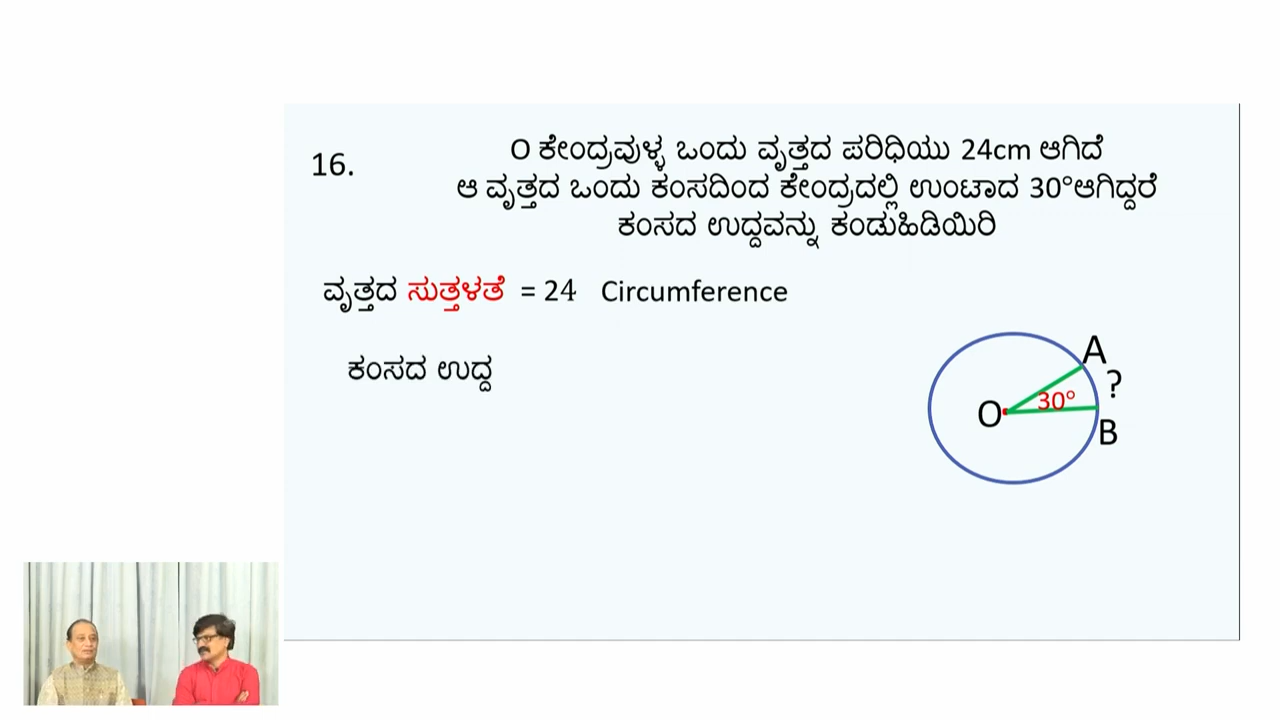 16.
O ಕೇಂದ್ರವುಳ್ಳ ಒಂದು ವೃತ್ತದ ಪರಿಧಿಯು 24cm ಆಗಿದೆ
ಆ ವೃತ್ತದ ಒಂದು ಕಂಸದಿಂದ ಕೇಂದ್ರದಲ್ಲಿ ಉಂಟಾದ 30°ಆಗಿದ್ದರೆ
ಕಂಸದ ಉದ್ದವನ್ನು ಕಂಡುಹಿಡಿಯಿರಿ
ವೃತ್ತದ ಸುತ್ತಳತೆ = 24 Circumference
ಕಂಸದ ಉದ್ದ
A
?
30°
O
B